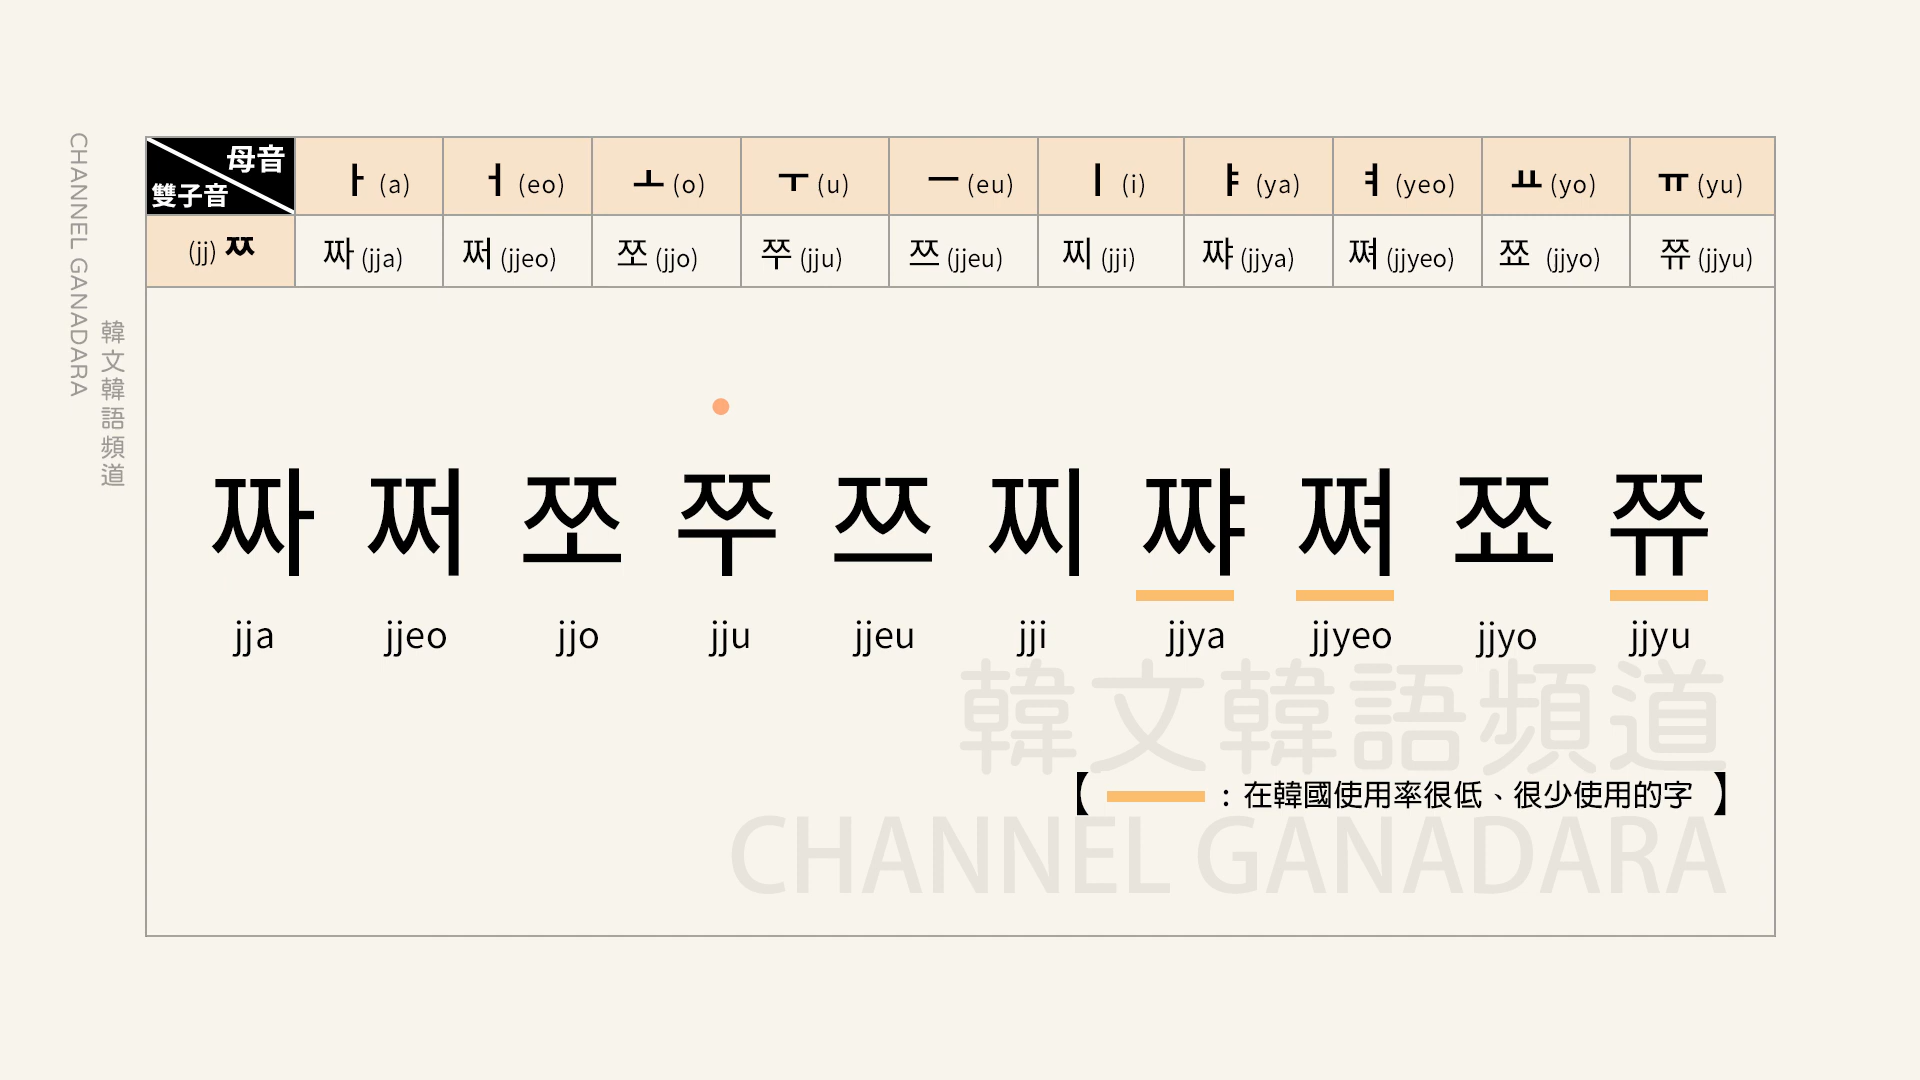 CHANNEL GANADARA
韓文韓語頻道
母音
雙子音
ㅏ (a) ㅓ (eo) ㅗ (o) ㅜ (u) ㅡ (eu) ㅣ (i) ㅑ (ya) ㅕ (yeo) ㅛ (yo) ㅠ (yu)
(jj) ㅉ 짜 (jja) 쩌 (jjeo) 쪼 (jjo) 쭈 (jju) 쯔 (jjeu) 찌 (jji) 쨔 (jjya) 쪄 (jjyeo) 쬬 (jjyo) 쮸 (jjyu)
짜 쩌 쪼 쭈 쯔 찌 쨔 쪄 쬬 쮸
jja jjeo jjo jju jjeu jji jjya jjyeo jjyo jjyu
韓文韓語頻道
【 : 在韓國使用率很低、很少使用的字 】
CHANNEL GANADARA